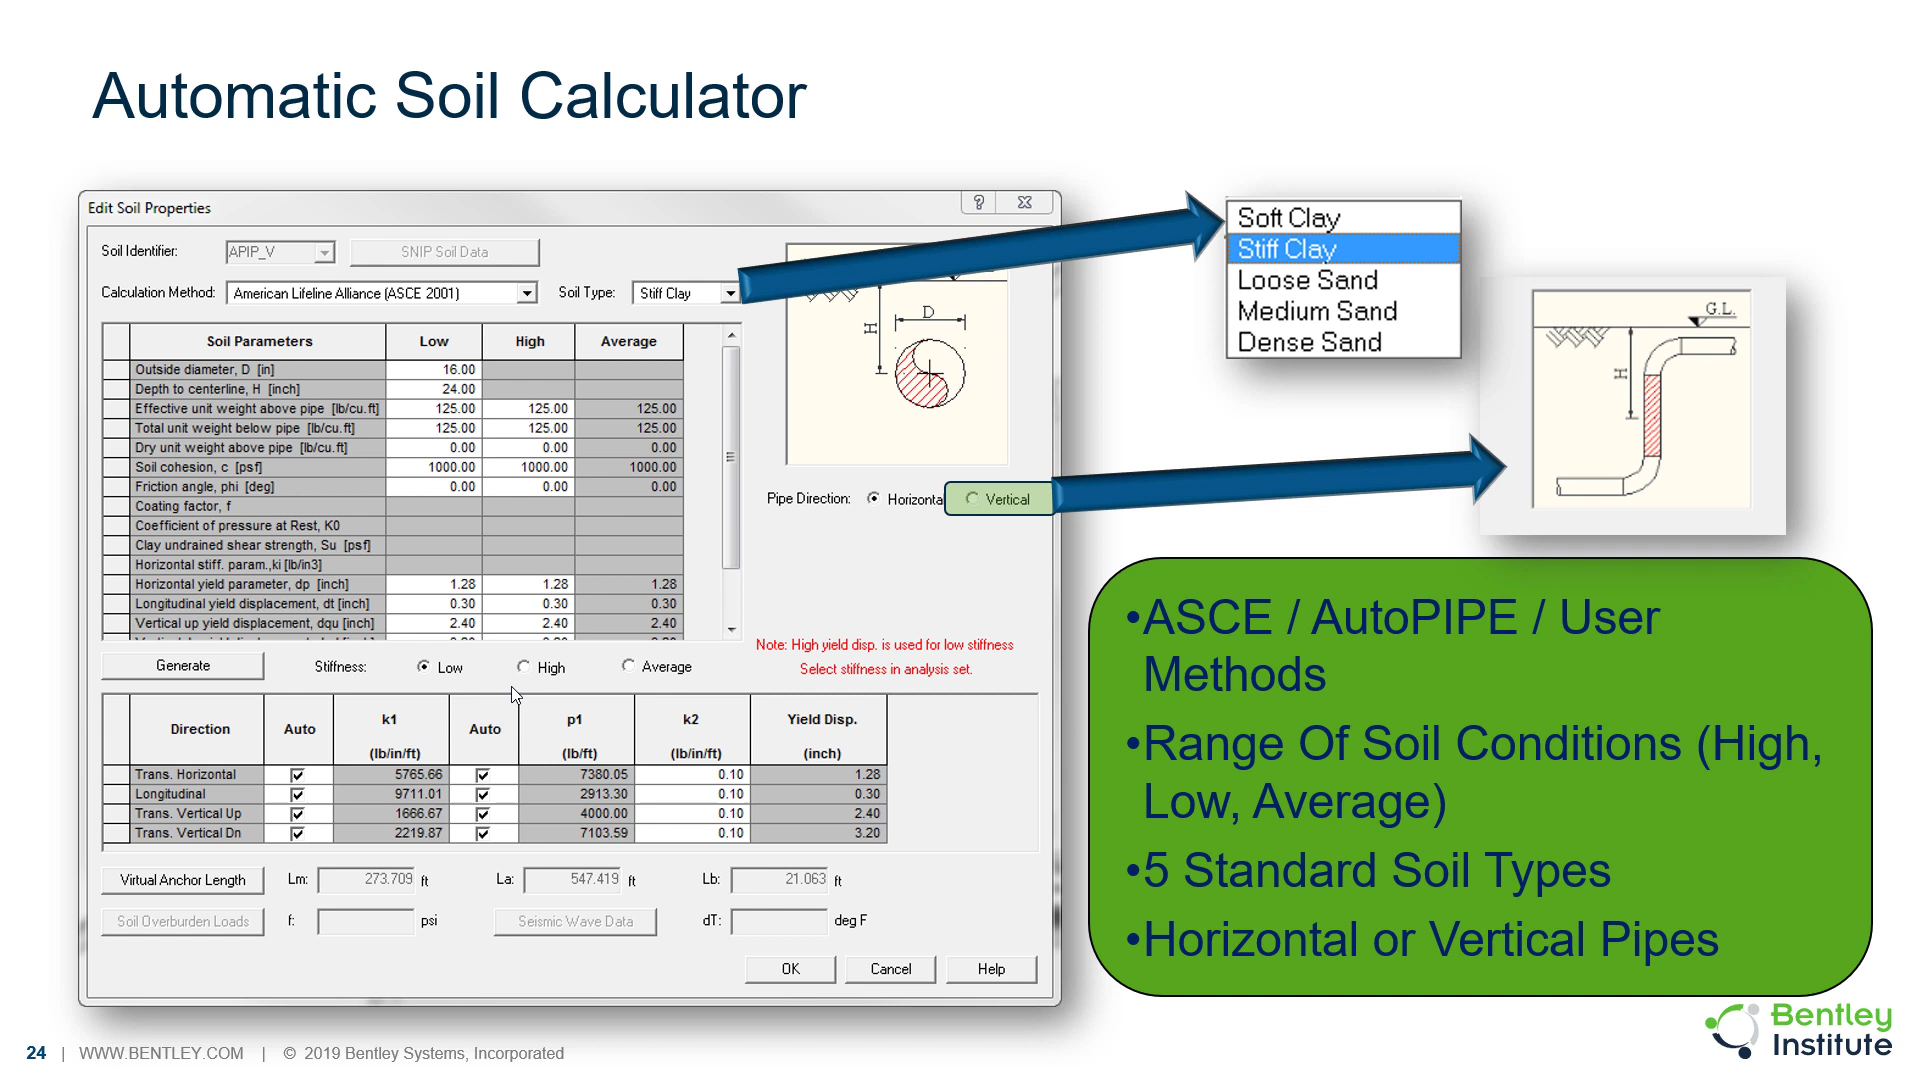 Automatic Soil Calculator
Edit Soil Properties
Soil Identifier: APIP_V SNIP Soil Data
Calculation Method: American Lifeline Alliance (ASCE 2001) Soil Type: Stiff Clay
Soil Parameters Low High Average
Outside diameter, D [in] 16.00
Depth to centerline, H [inch] 24.00
Effective unit weight above pipe [lb/cu.ft] 125.00 125.00 125.00
Total unit weight below pipe [lb/cu.ft] 125.00 125.00 125.00
Dry unit weight above pipe [lb/cu.ft] 0.00 0.00 0.00
Soil cohesion, c [psf] 1000.00 1000.00 1000.00
Friction angle, phi [deg] 0.00 0.00 0.00
Coating factor, f
Coefficient of pressure at Rest, K0
Clay undrained shear strength, Su [psf]
Horizontal stiff. param.,ki [lb/in3]
Horizontal yield parameter, dp [inch] 1.28 1.28 1.28
Longitudinal yield displacement, dt [inch] 0.30 0.30 0.30
Vertical up yield displacement, dqu [inch] 2.40 2.40 2.40
H
D
Pipe Direction: Horizonta Vertical
Note: High yield disp. is used for low stiffness
Select stiffness in analysis set.
Generate Stiffness: Low High Average
Direction Auto k1 Auto p1 k2 Yield Disp.
(lb/in/ft) (lb/ft) (lb/in/ft) (inch)
Trans. Horizontal 5765.66 7380.05 0.10 1.28
Longitudinal 9711.01 2913.30 0.10 0.30
Trans. Vertical Up 1666.67 4000.00 0.10 2.40
Trans. Vertical Dn 2219.87 7103.59 0.10 3.20
Virtual Anchor Length Lm: 273.709 ft La: 547.419 ft Lb: 21.063 ft
Soil Overburden Loads f: psi Seismic Wave Data dT: deg F
OK Cancel Help
Soft Clay
Stiff Clay
Loose Sand
Medium Sand
Dense Sand
G.L.
H
•ASCE / AutoPIPE / User
Methods
•Range Of Soil Conditions (High,
Low, Average)
•5 Standard Soil Types
•Horizontal or Vertical Pipes
24 | WWW.BENTLEY.COM | © 2019 Bentley Systems, Incorporated
Bentley
Institute